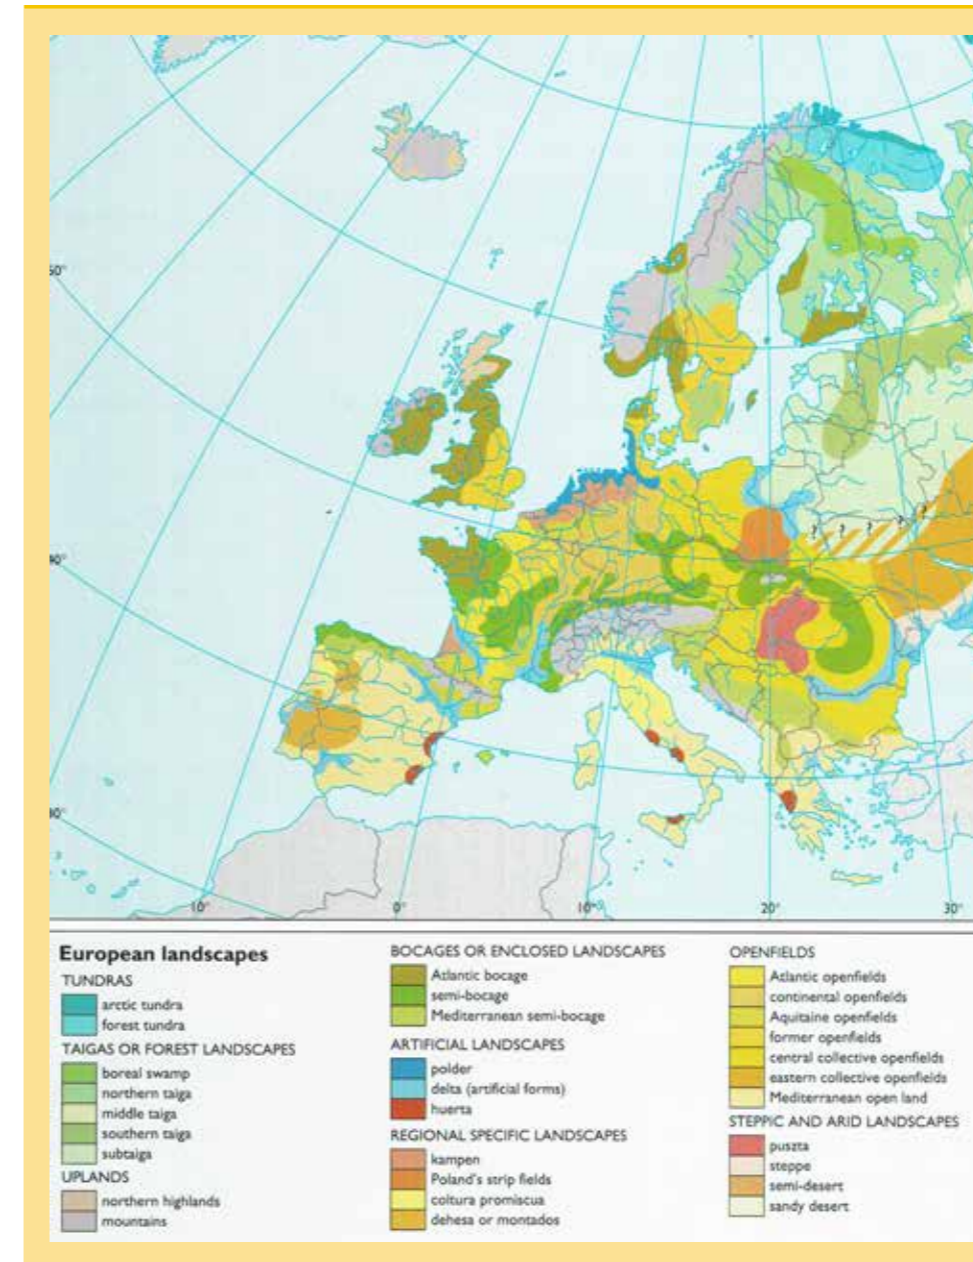 60°
40°
30°
? ? ? ? ?
10°
0°
10°
20°
30°
European landscapes
TUNDRAS
arctic tundra
forest tundra
TAIGAS OR FOREST LANDSCAPES
boreal swamp
northern taiga
middle taiga
southern taiga
subtaiga
UPLANDS
northern highlands
mountains
BOCAGES OR ENCLOSED LANDSCAPES
Atlantic bocage
semi-bocage
Mediterranean semi-bocage
ARTIFICIAL LANDSCAPES
polder
delta (artificial forms)
huerta
REGIONAL SPECIFIC LANDSCAPES
kampen
Poland's strip fields
coltura promiscua
dehesa or montados
OPENFIELDS
Atlantic openfields
continental openfields
Aquitaine openfields
former openfields
central collective openfields
eastern collective openfields
Mediterranean open land
STEPPIC AND ARID LANDSCAPES
puszta
steppe
semi-desert
sandy desert